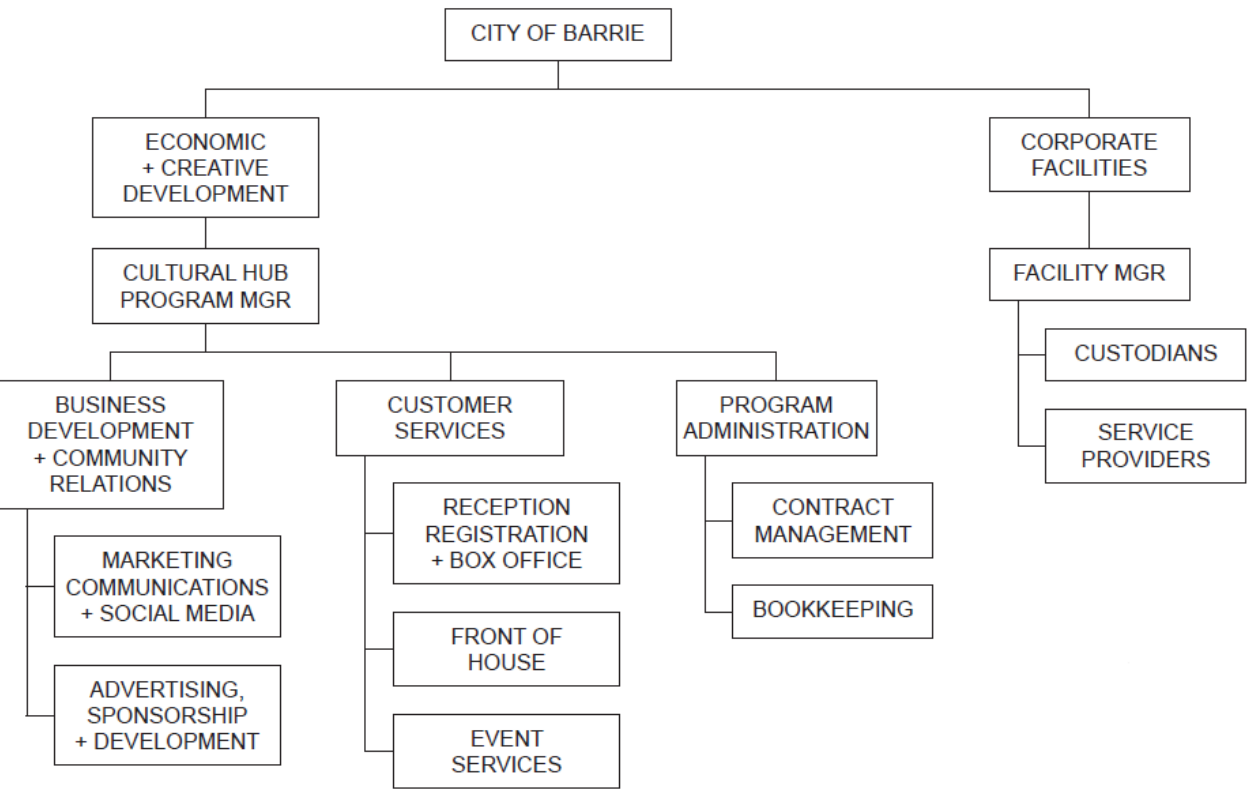 CITY OF BARRIE
ECONOMIC
+ CREATIVE
DEVELOPMENT
CORPORATE
FACILITIES
CULTURAL HUB
PROGRAM MGR
FACILITY MGR
CUSTODIANS
SERVICE
PROVIDERS
BUSINESS
DEVELOPMENT
+ COMMUNITY
RELATIONS
MARKETING
COMMUNICATIONS
+ SOCIAL MEDIA
ADVERTISING,
SPONSORSHIP
+ DEVELOPMENT
CUSTOMER
SERVICES
RECEPTION
REGISTRATION
+ BOX OFFICE
FRONT OF
HOUSE
EVENT
SERVICES
PROGRAM
ADMINISTRATION
CONTRACT
MANAGEMENT
BOOKKEEPING